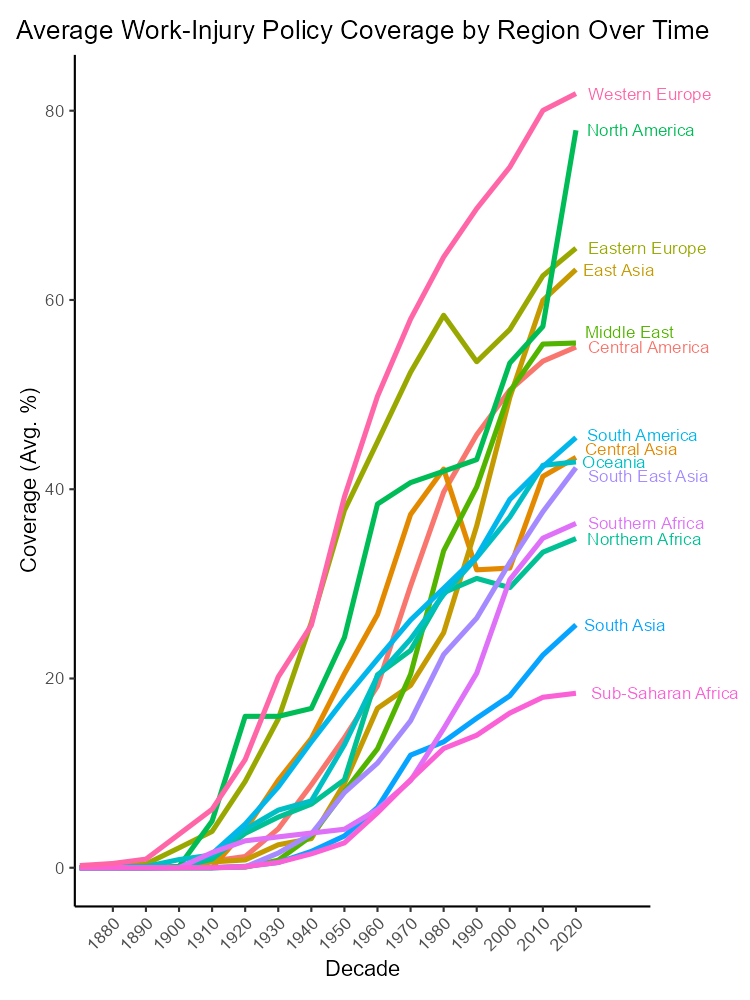 Average Work-Injury Policy Coverage by Region Over Time
Western Europe
North America
Eastern Europe
East Asia
Middle East
Central America
South America
Central Asia
Oceania
South East Asia
Southern Africa
Northern Africa
South Asia
Sub-Saharan Africa
80
60
40
20
0
Coverage (Avg. %)
1880
1890
1900
1910
1920
1930
1940
1950
1960
1970
1980
1990
2000
2010
2020
Decade